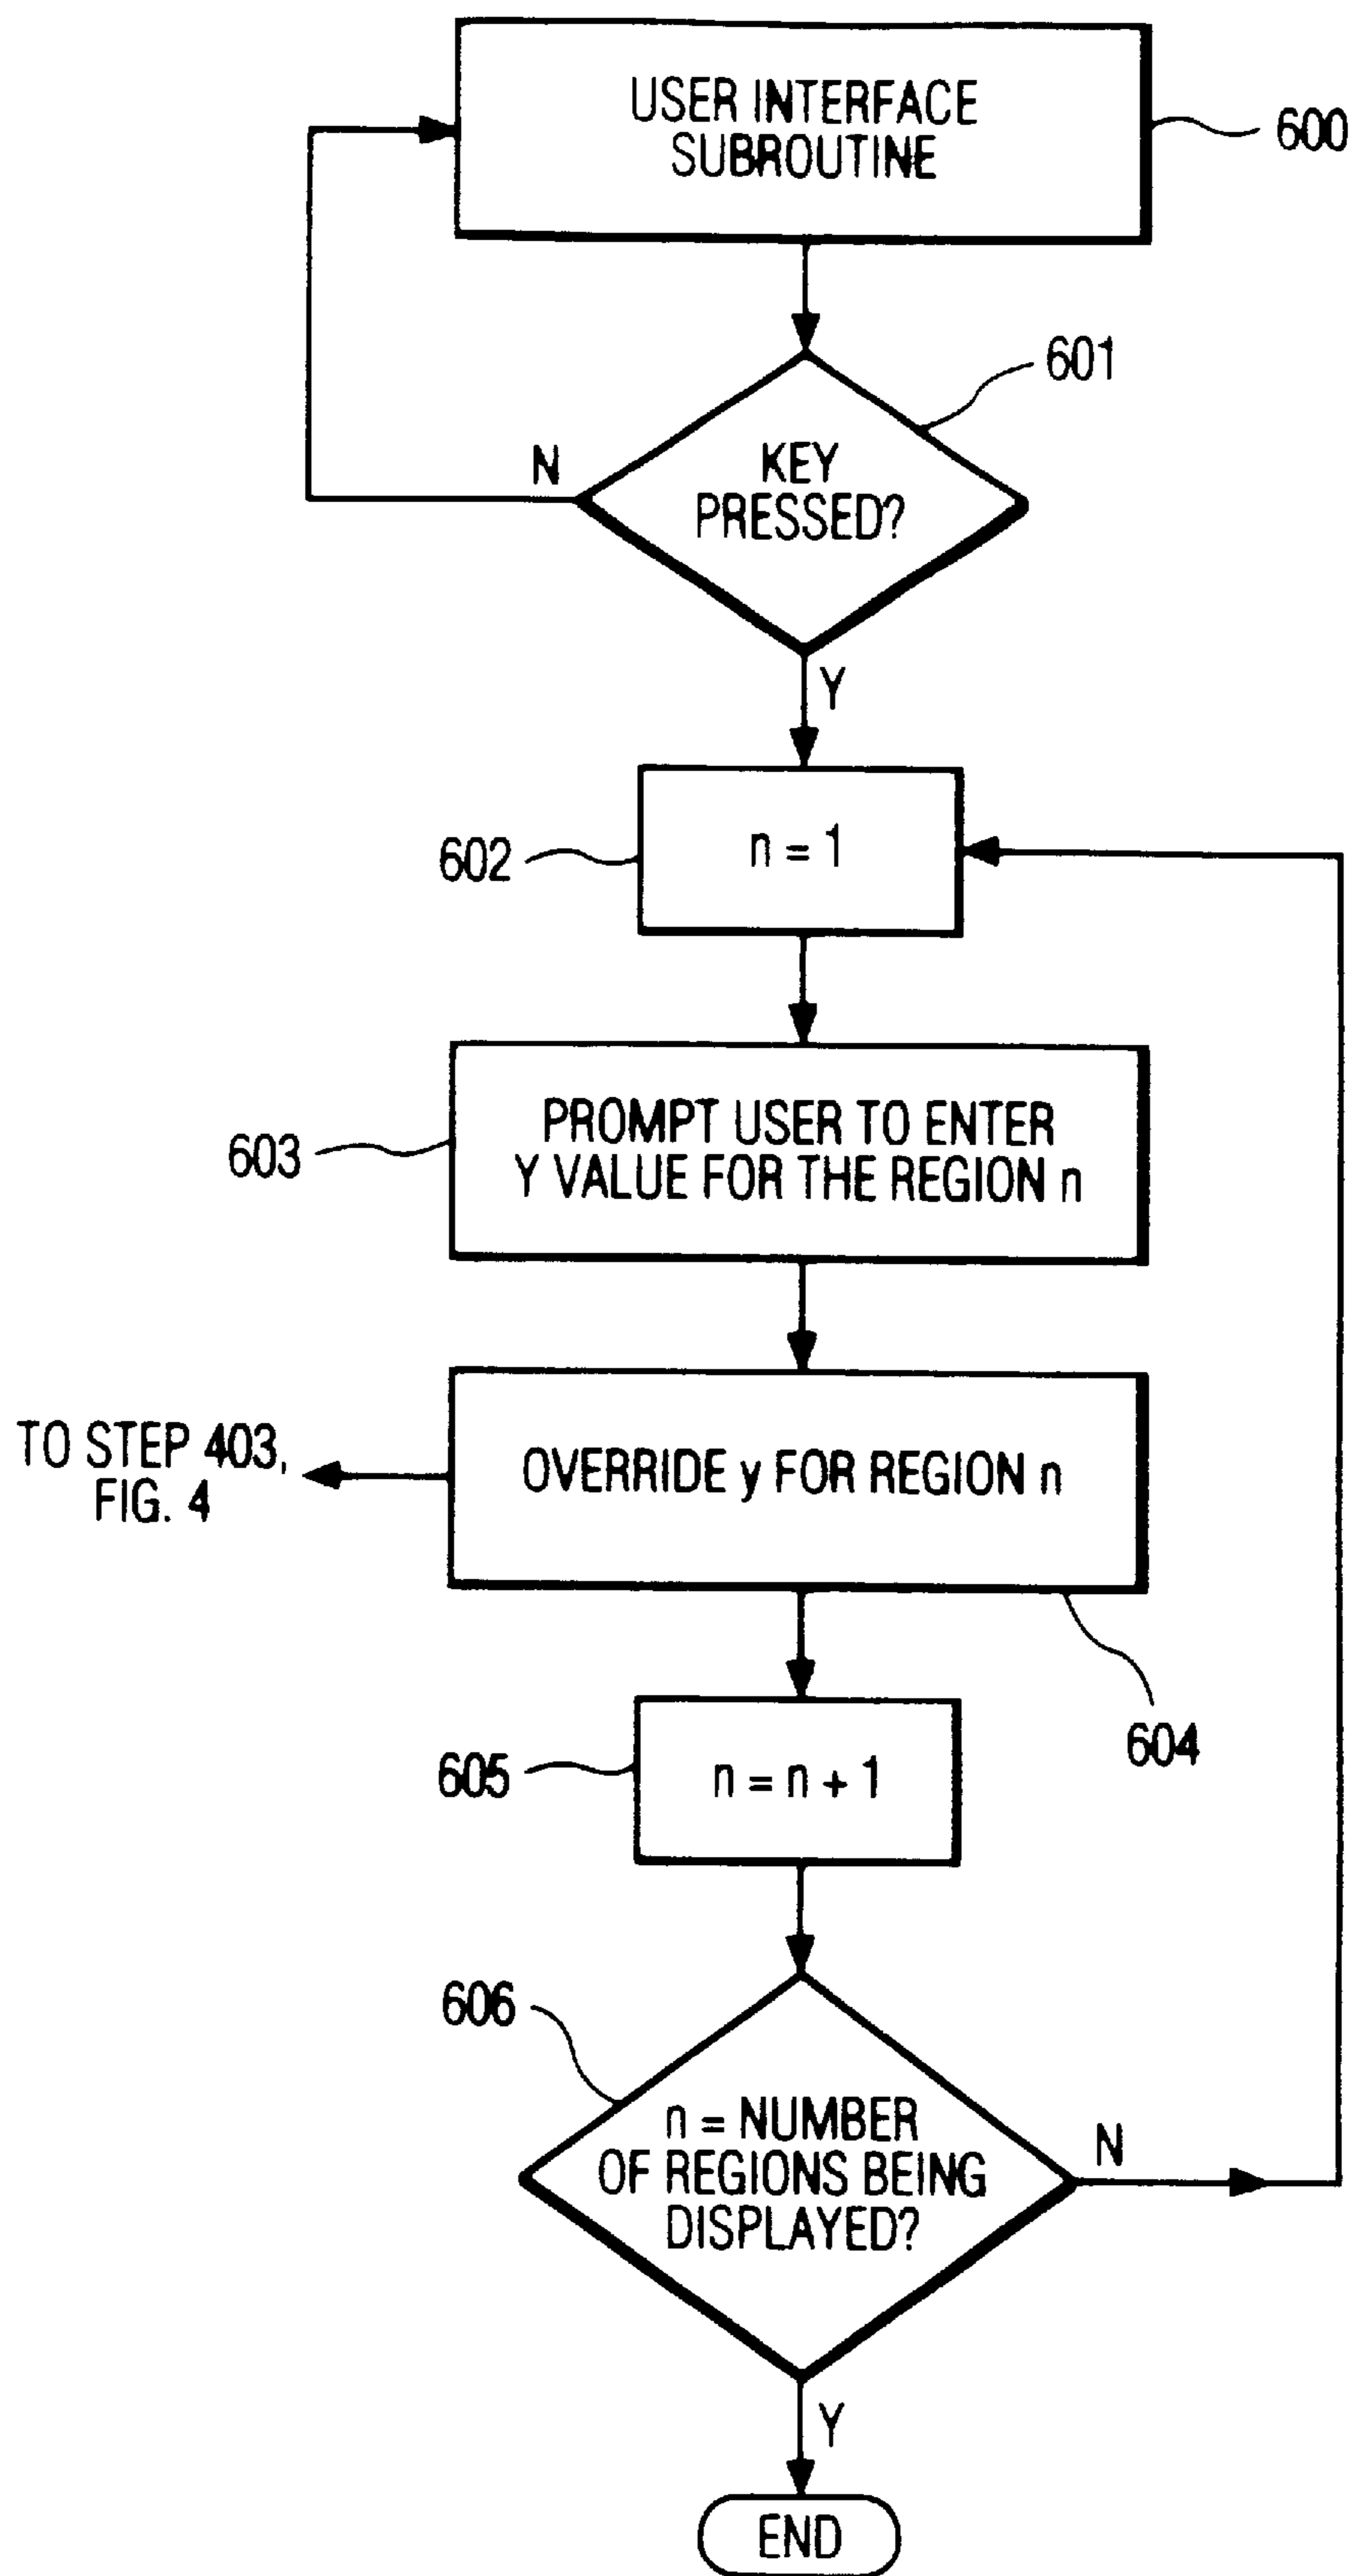 USER INTERFACE
SUBROUTINE
600
601
KEY
PRESSED?
N
Y
602
n = 1
603
PROMPT USER TO ENTER
Y VALUE FOR THE REGION n
TO STEP 403,
FIG. 4
OVERRIDE y FOR REGION n
604
605
n = n + 1
606
n = NUMBER
OF REGIONS BEING
DISPLAYED?
N
Y
END